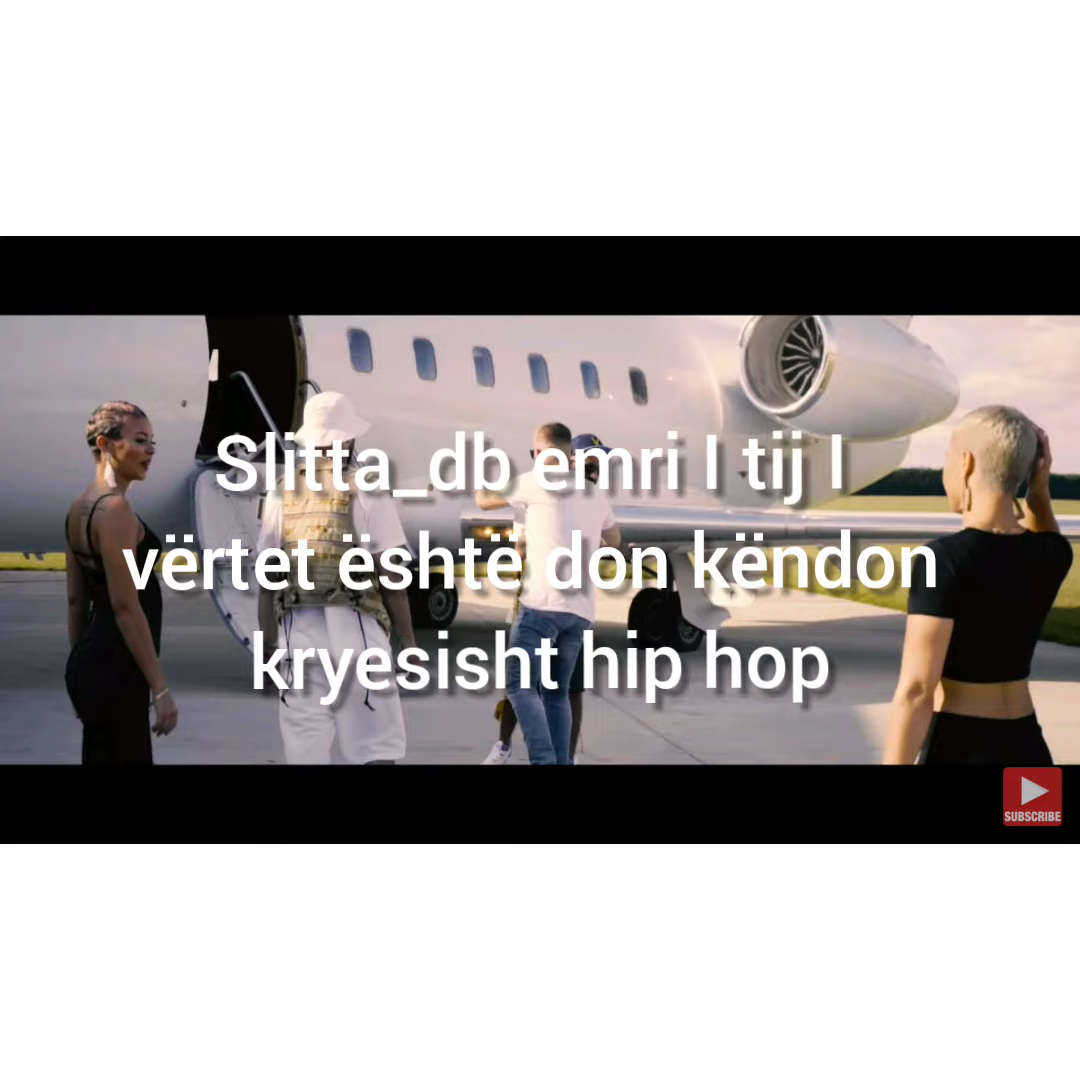 Slitta_db emri I tij I
vërtet është don këndon
kryesisht hip hop
SUBSCRIBE